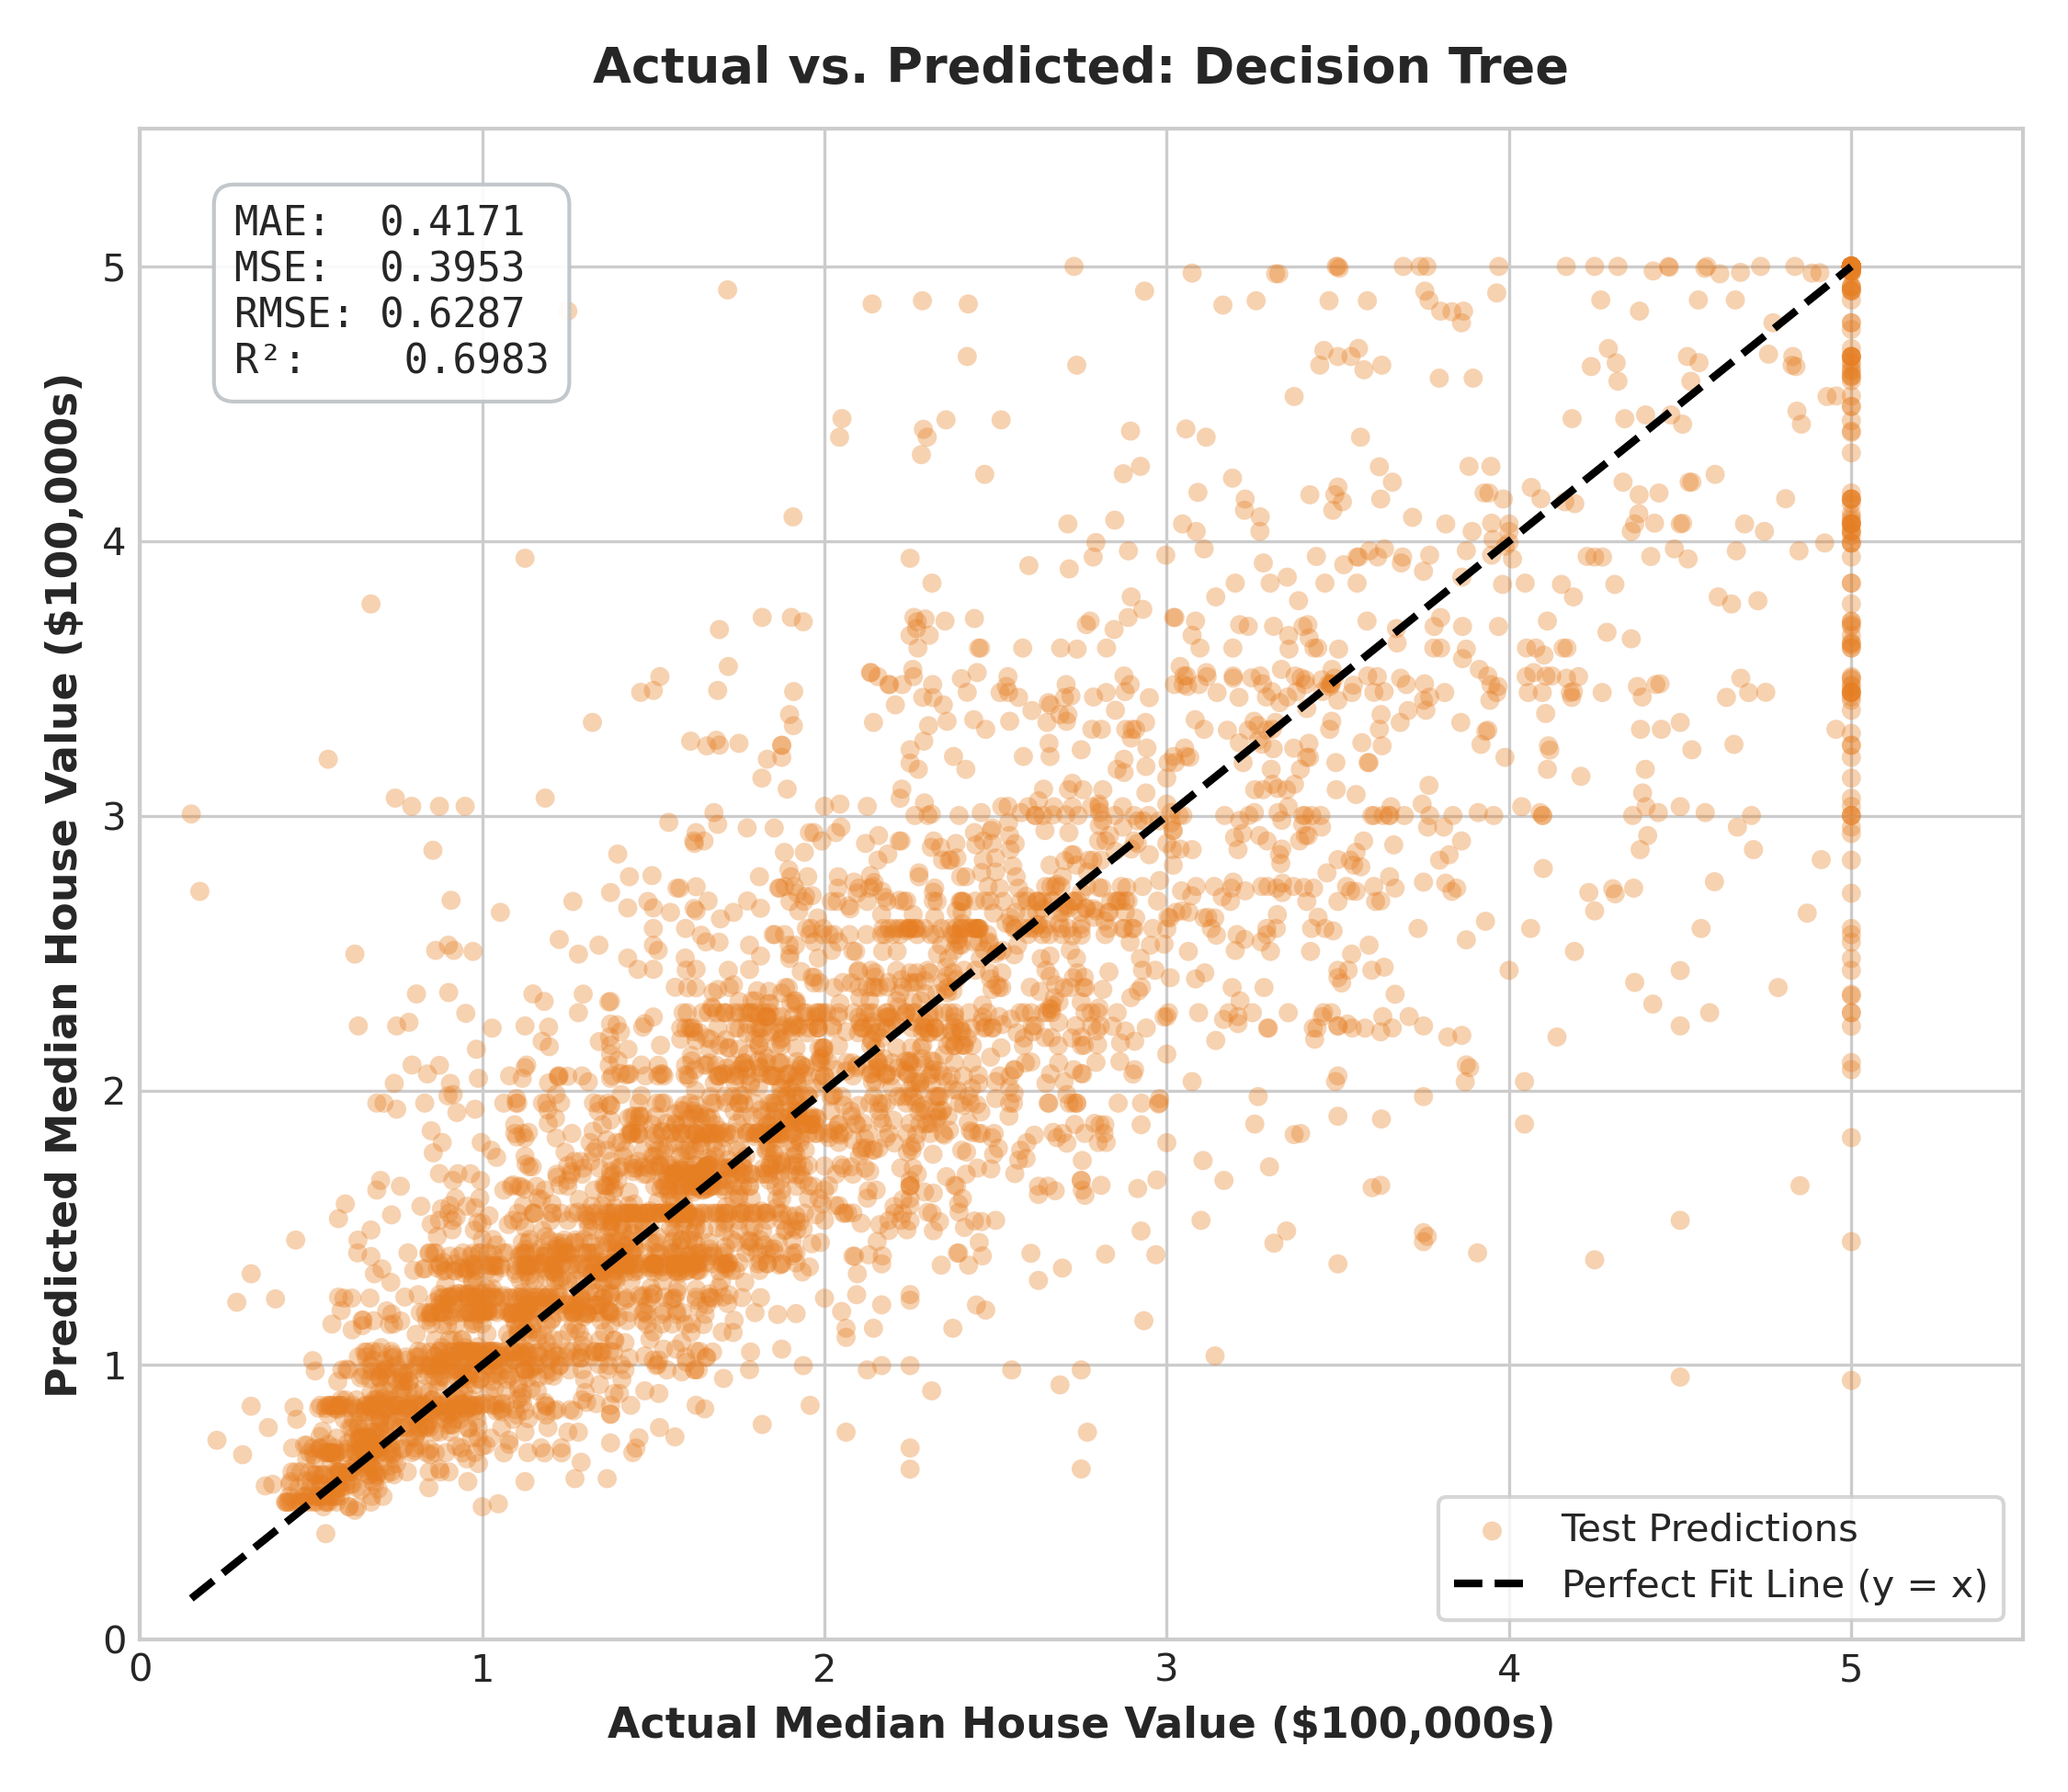 Actual vs. Predicted: Decision Tree
MAE:  0.4171
MSE:  0.3953
RMSE: 0.6287
R²:    0.6983
Predicted Median House Value ($100,000s)
5
4
3
2
1
0
0 1 2 3 4 5
Test Predictions
Perfect Fit Line (y = x)
Actual Median House Value ($100,000s)